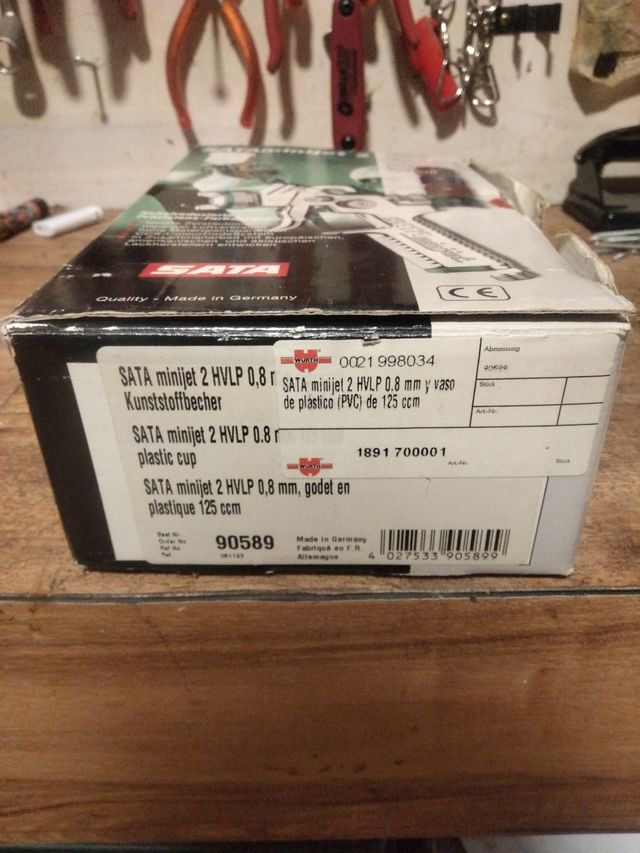 SATA
Quality - Made in Germany
CE
SATA minijet 2 HVLP 0,8 m
Kunststoffbecher
SATA minijet 2 HVLP 0.8 m
plastic cup
SATA minijet 2 HVLP 0,8 mm, godet en
plastique 125 ccm
Best Nr
Order No
Ref No
Ref
90589
081123
Made in Germany
Fabriqué en F.R.
Allemagne
4 027533 905899
WÜRTH
0021 998034
SATA minijet 2 HVLP 0.8 mm y vaso
de plástico (PVC) de 125 ccm
Abmessung
Stück
Art.-Nr.
WÜRTH
1891 700001
Art.-Nr.
Stück